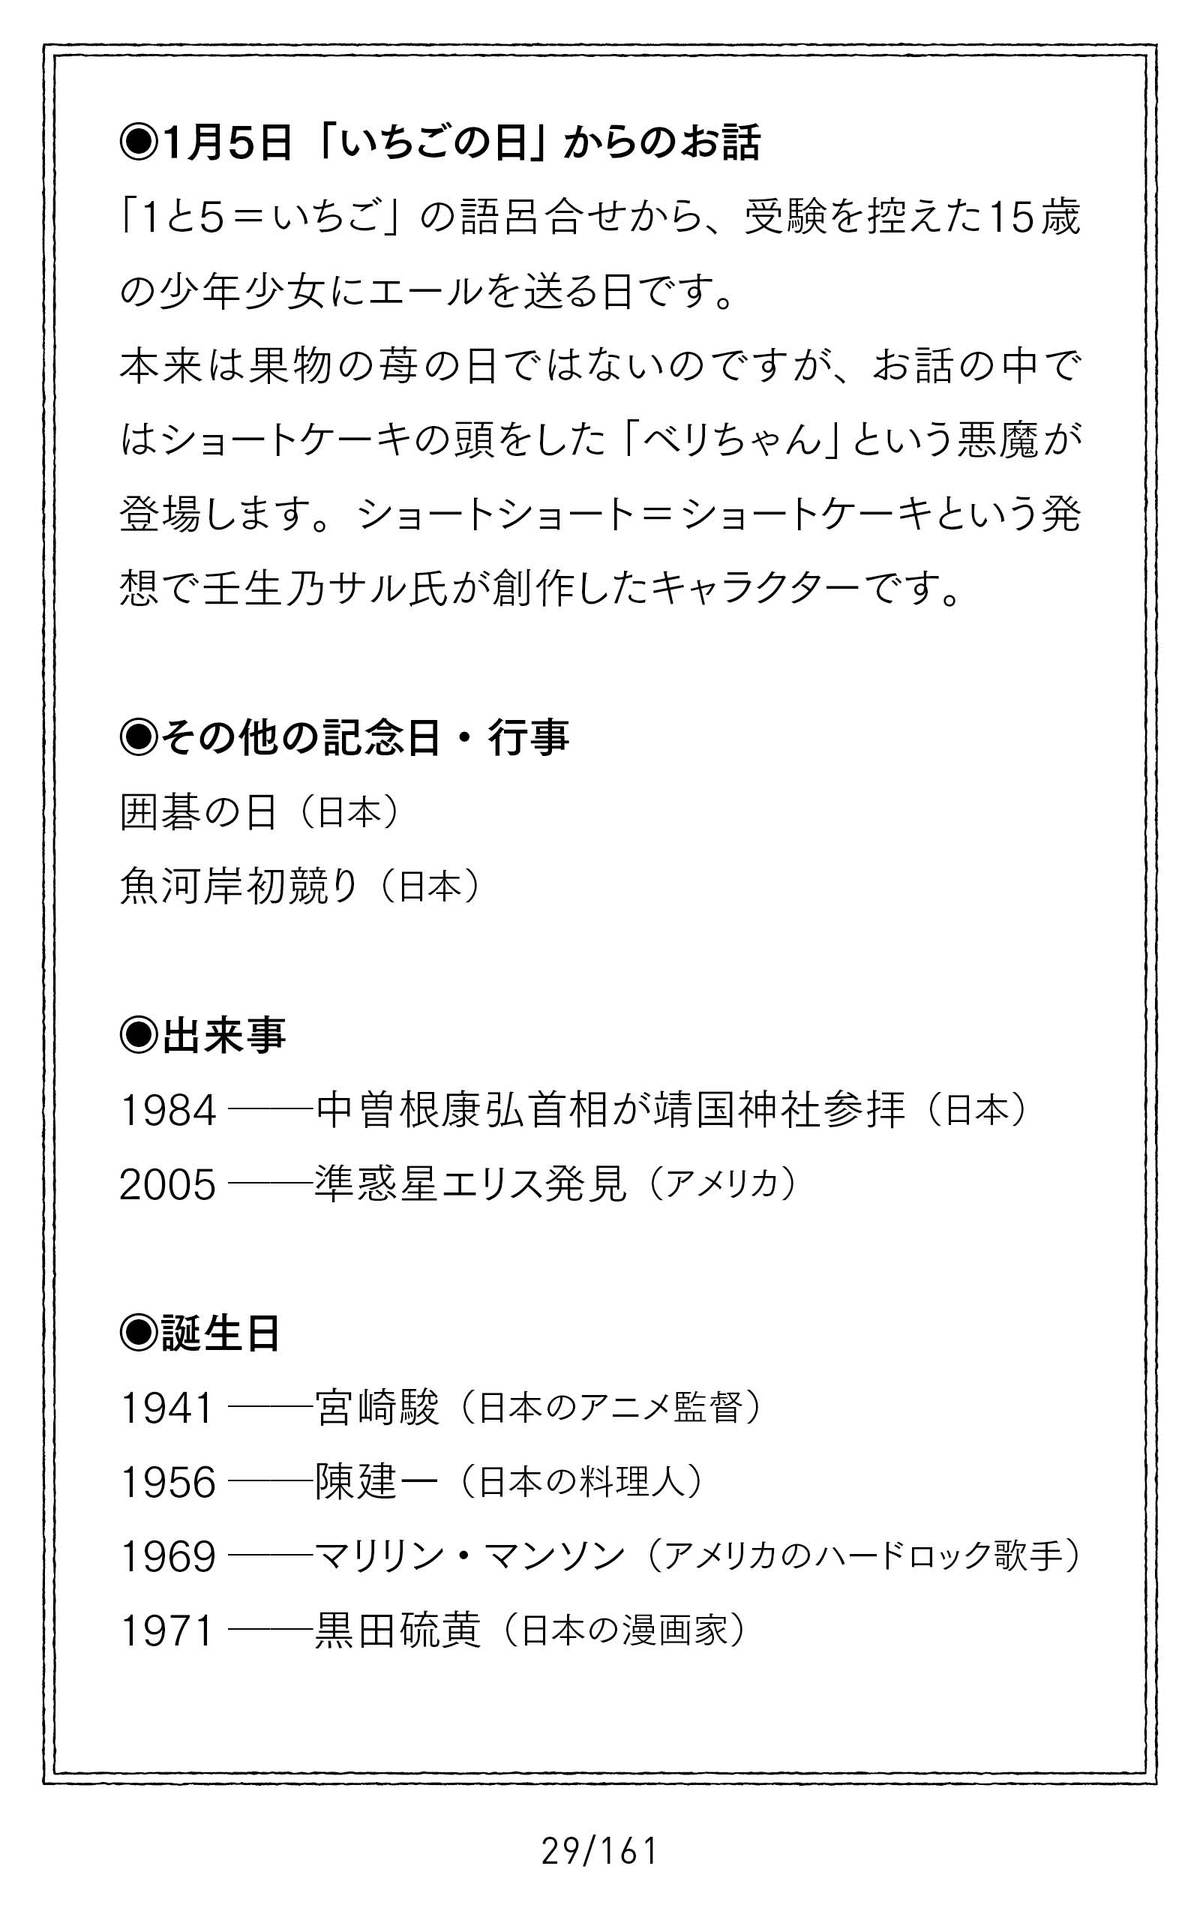 ◉1月5日「いちごの日」からのお話
「1と5＝いちご」の語呂合せから、受験を控えた15歳
の少年少女にエールを送る日です。
本来は果物の苺の日ではないのですが、お話の中で
はショートケーキの頭をした「ベリちゃん」という悪魔が
登場します。ショートショート＝ショートケーキという発
想で壬生乃サル氏が創作したキャラクターです。
◉その他の記念日・行事
囲碁の日（日本）
魚河岸初競り（日本）
◉出来事
1984 ──中曽根康弘首相が靖国神社参拝（日本）
2005 ──準惑星エリス発見（アメリカ）
◉誕生日
1941 ──宮崎駿（日本のアニメ監督）
1956 ──陳建一（日本の料理人）
1969 ──マリリン・マンソン（アメリカのハードロック歌手）
1971 ──黒田硫黄（日本の漫画家）
29/161